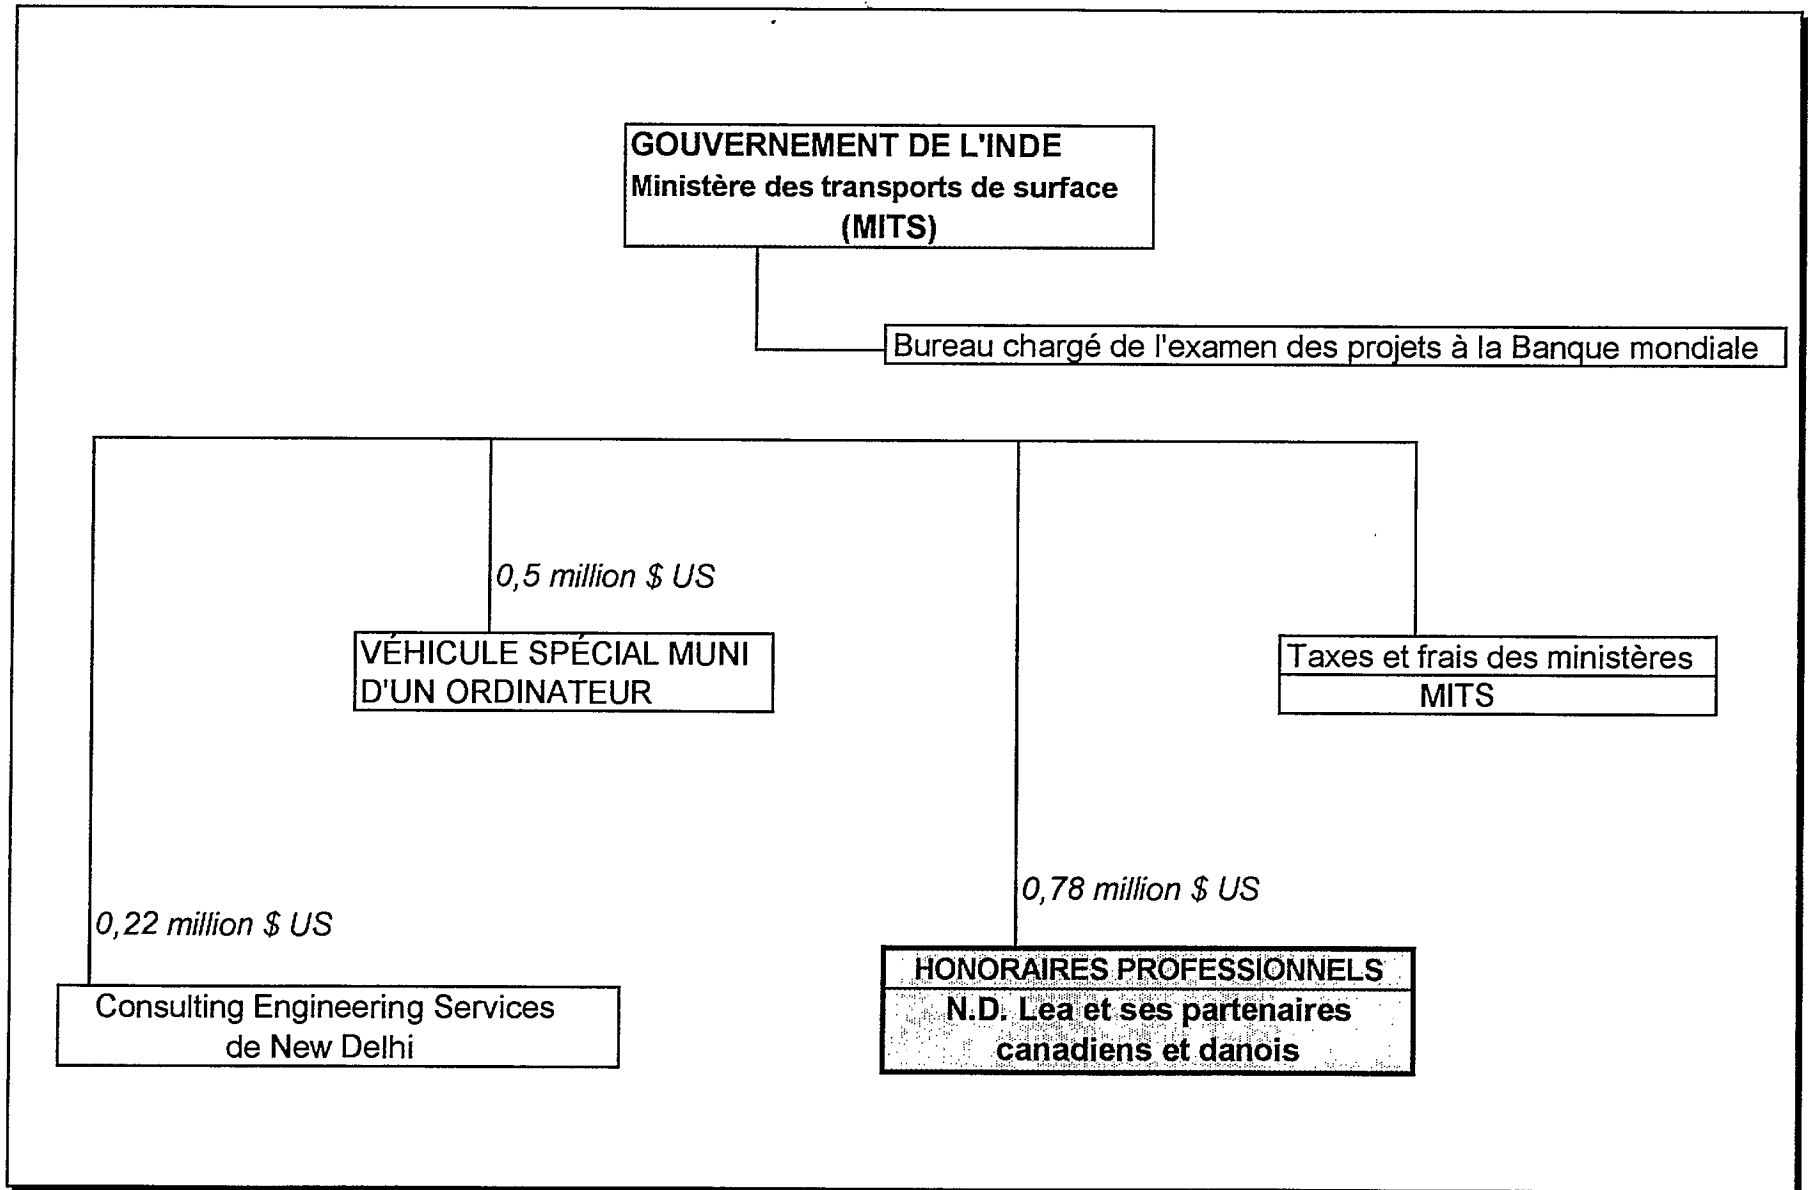 GOUVERNEMENT DE L'INDE
Ministère des transports de surface
(MITS)
Bureau chargé de l'examen des projets à la Banque mondiale
0,5 million $ US
VÉHICULE SPÉCIAL MUNI
D'UN ORDINATEUR
Taxes et frais des ministères
MITS
0,22 million $ US
Consulting Engineering Services
de New Delhi
0,78 million $ US
HONORAIRES PROFESSIONNELS
N.D. Lea et ses partenaires
canadiens et danois